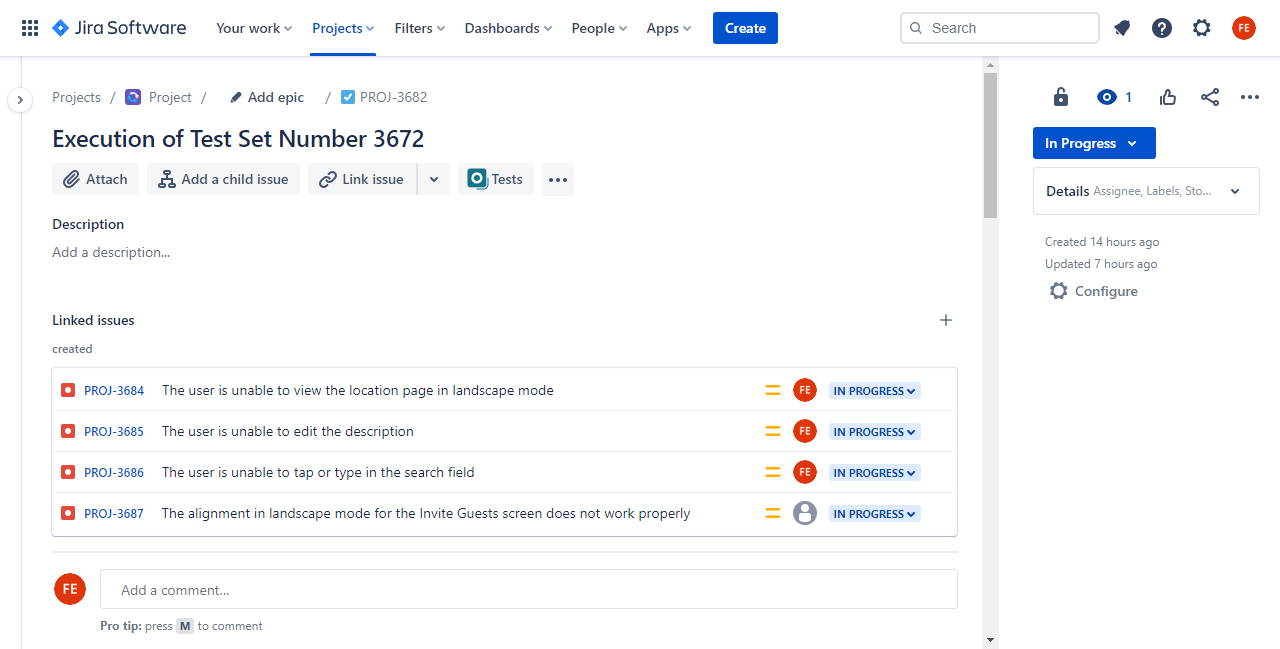 Jira Software Your work Projects Filters Dashboards People Apps Create Search FE
Projects / Project / Add epic / PROJ-3682
1
Execution of Test Set Number 3672
In Progress
Attach Add a child issue Link issue Tests
Details Assignee, Labels, Sto...
Description
Add a description...
Created 14 hours ago
Updated 7 hours ago
Configure
Linked issues
created
PROJ-3684 The user is unable to view the location page in landscape mode FE IN PROGRESS
PROJ-3685 The user is unable to edit the description FE IN PROGRESS
PROJ-3686 The user is unable to tap or type in the search field FE IN PROGRESS
PROJ-3687 The alignment in landscape mode for the Invite Guests screen does not work properly IN PROGRESS
FE Add a comment...
Pro tip: press M to comment